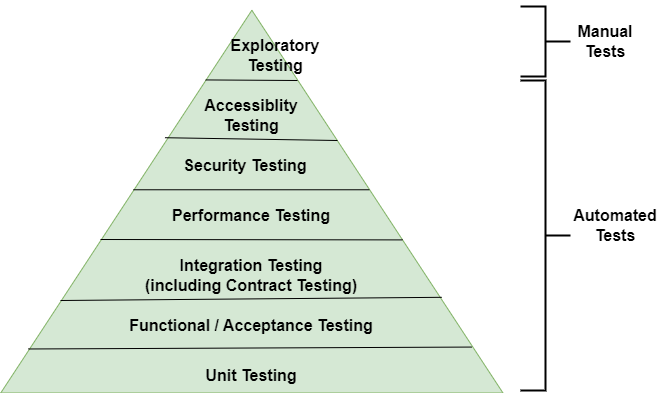 Exploratory
Testing
Manual
Tests
Accessiblity
Testing
Security Testing
Performance Testing
Automated
Tests
Integration Testing
(including Contract Testing)
Functional / Acceptance Testing
Unit Testing